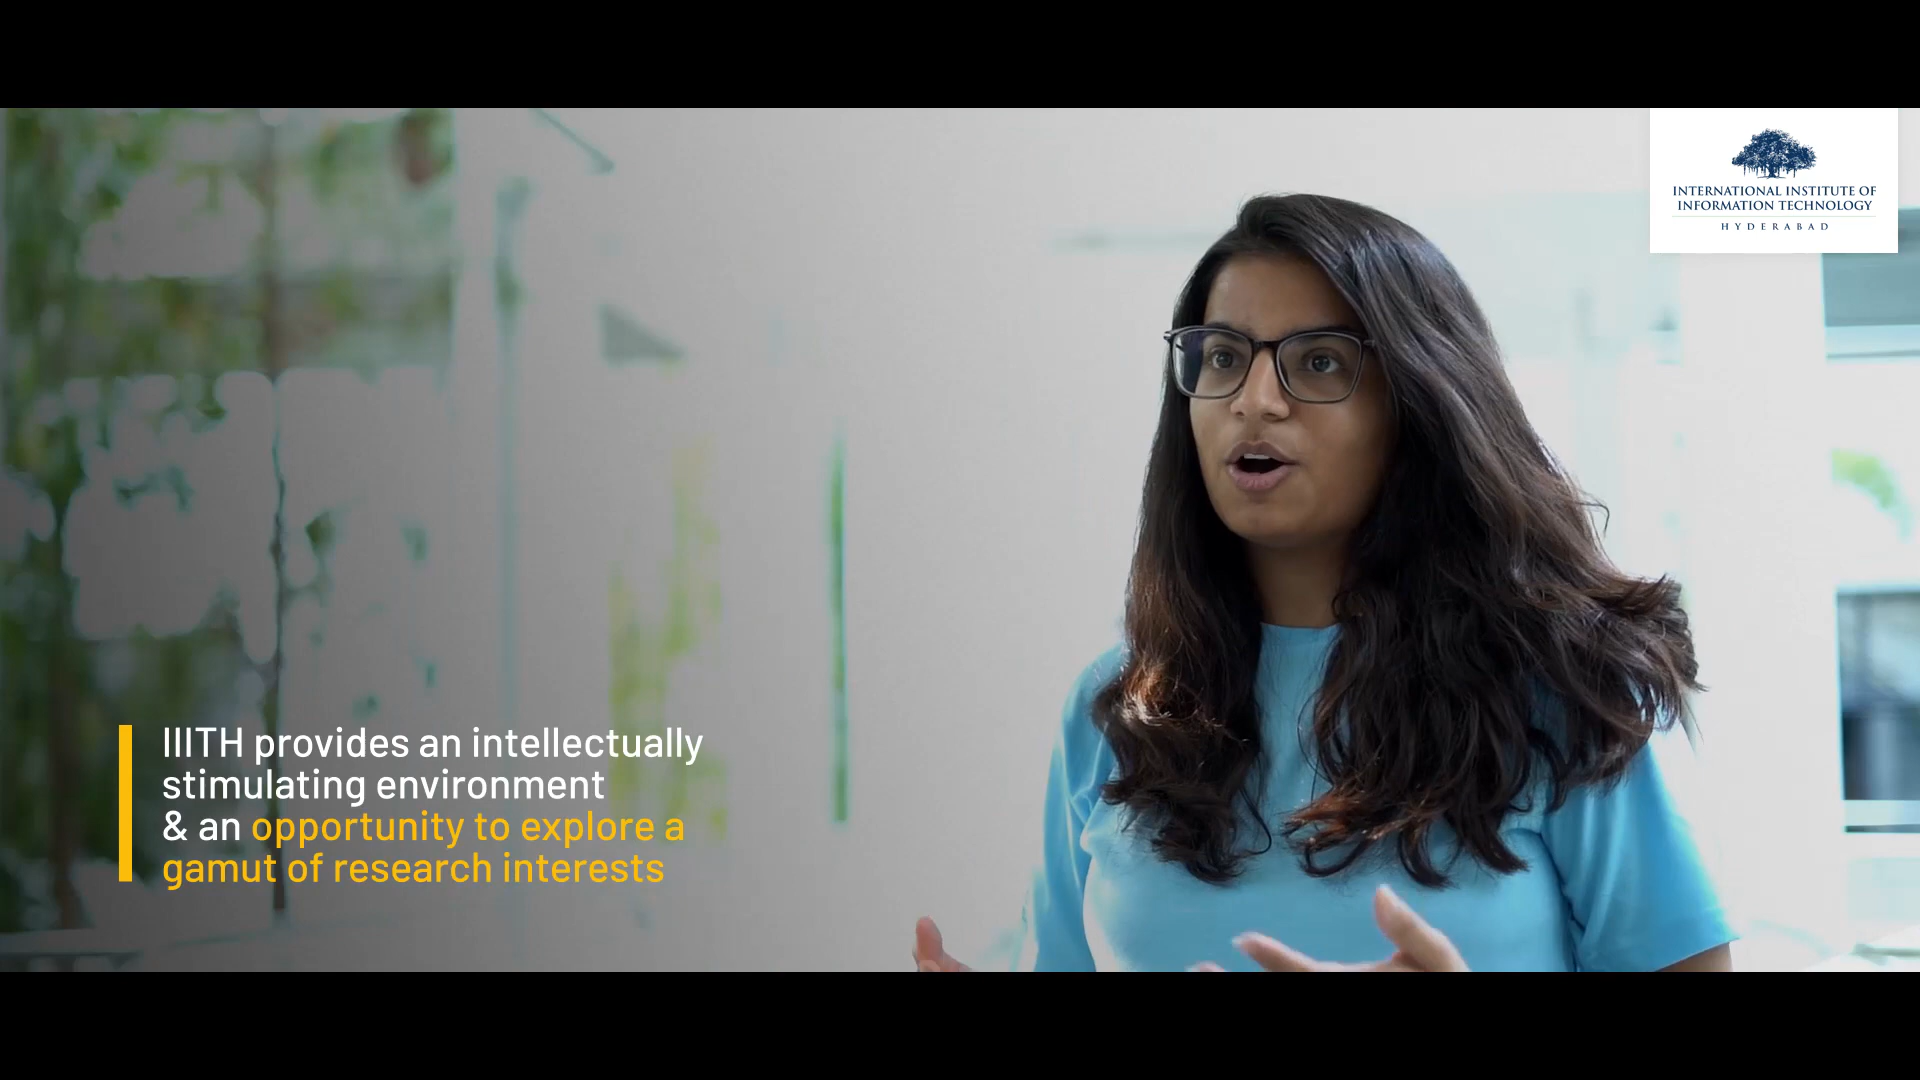 INTERNATIONAL INSTITUTE OF
INFORMATION TECHNOLOGY
HYDERABAD
IIITH provides an intellectually
stimulating environment
& an opportunity to explore a
gamut of research interests